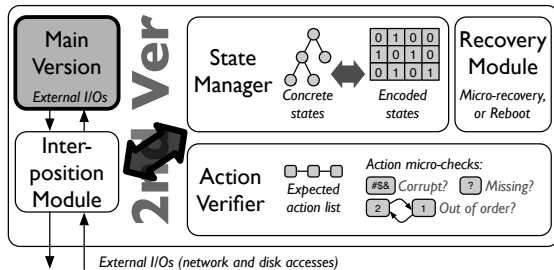 Main
Version
External I/Os
Inter-
position
Module
2nd Ver
State
Manager
Concrete
states
0 1 0 0
1 0 1 0
0 1 0 1
Encoded
states
Recovery
Module
Micro-recovery,
or Reboot
Action
Verifier
Expected
action list
Action micro-checks:
#$& Corrupt? ? Missing?
2 1 Out of order?
External I/Os (network and disk accesses)